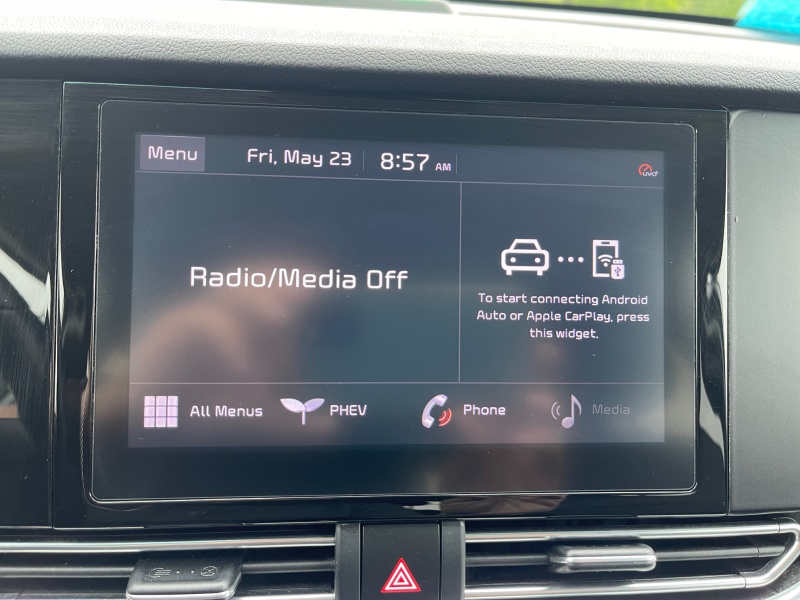 Menu Fri, May 23 8:57 AM
UVO
Radio/Media Off
To start connecting Android
Auto or Apple CarPlay, press
this widget.
All Menus PHEV Phone Media